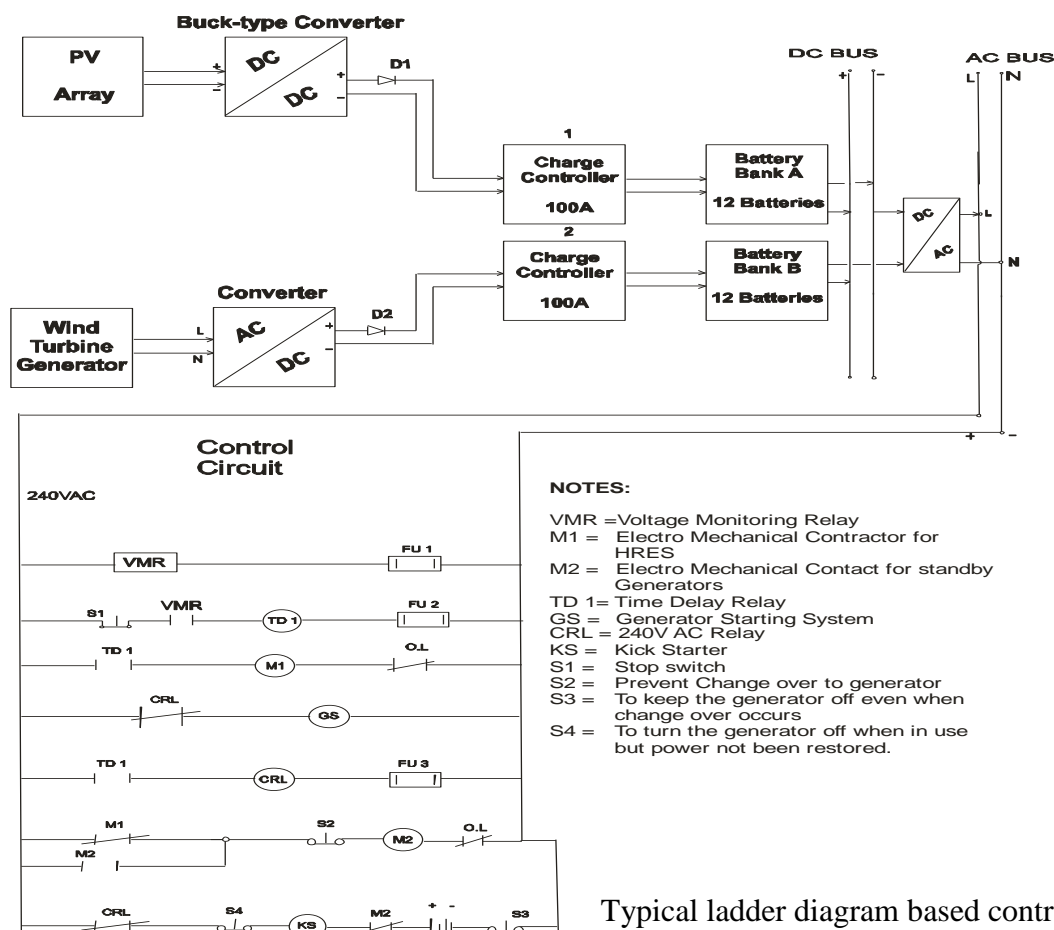 Buck-type Converter
PV
Array
+
-
DC
DC
+
-
D1
DC BUS
+ -
AC BUS
L N
1
Charge
Controller
100A
Battery
Bank A
12 Batteries
DC
AC
L
N
2
Charge
Controller
100A
Battery
Bank B
12 Batteries
Converter
Wind
Turbine
Generator
L
N
AC
DC
+
-
D2
+ -
Control
Circuit
240VAC
VMR
FU 1
S1
VMR
TD 1
FU 2
TD 1
M1
O.L
CRL
GS
TD 1
CRL
FU 3
M1
S2
M2
O.L
M2
CRL
S4
KS
M2
+ -
S3
NOTES:
VMR =Voltage Monitoring Relay
M1 = Electro Mechanical Contractor for
HRES
M2 = Electro Mechanical Contact for standby
Generators
TD 1= Time Delay Relay
GS = Generator Starting System
CRL = 240V AC Relay
KS = Kick Starter
S1 = Stop switch
S2 = Prevent Change over to generator
S3 = To keep the generator off even when
change over occurs
S4 = To turn the generator off when in use
but power not been restored.
Typical ladder diagram based contr